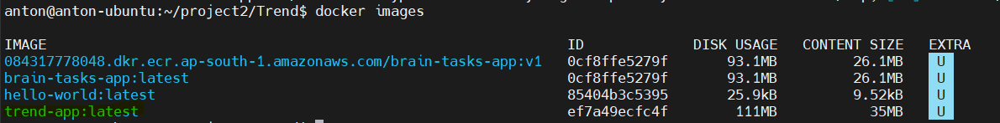 anton@anton-ubuntu:~/project2/Trend$ docker images
IMAGE ID DISK USAGE CONTENT SIZE EXTRA
084317778048.dkr.ecr.ap-south-1.amazonaws.com/brain-tasks-app:v1 0cf8ffe5279f 93.1MB 26.1MB U
brain-tasks-app:latest 0cf8ffe5279f 93.1MB 26.1MB U
hello-world:latest 85404b3c5395 25.9kB 9.52kB U
trend-app:latest ef7a49ecfc4f 111MB 35MB U